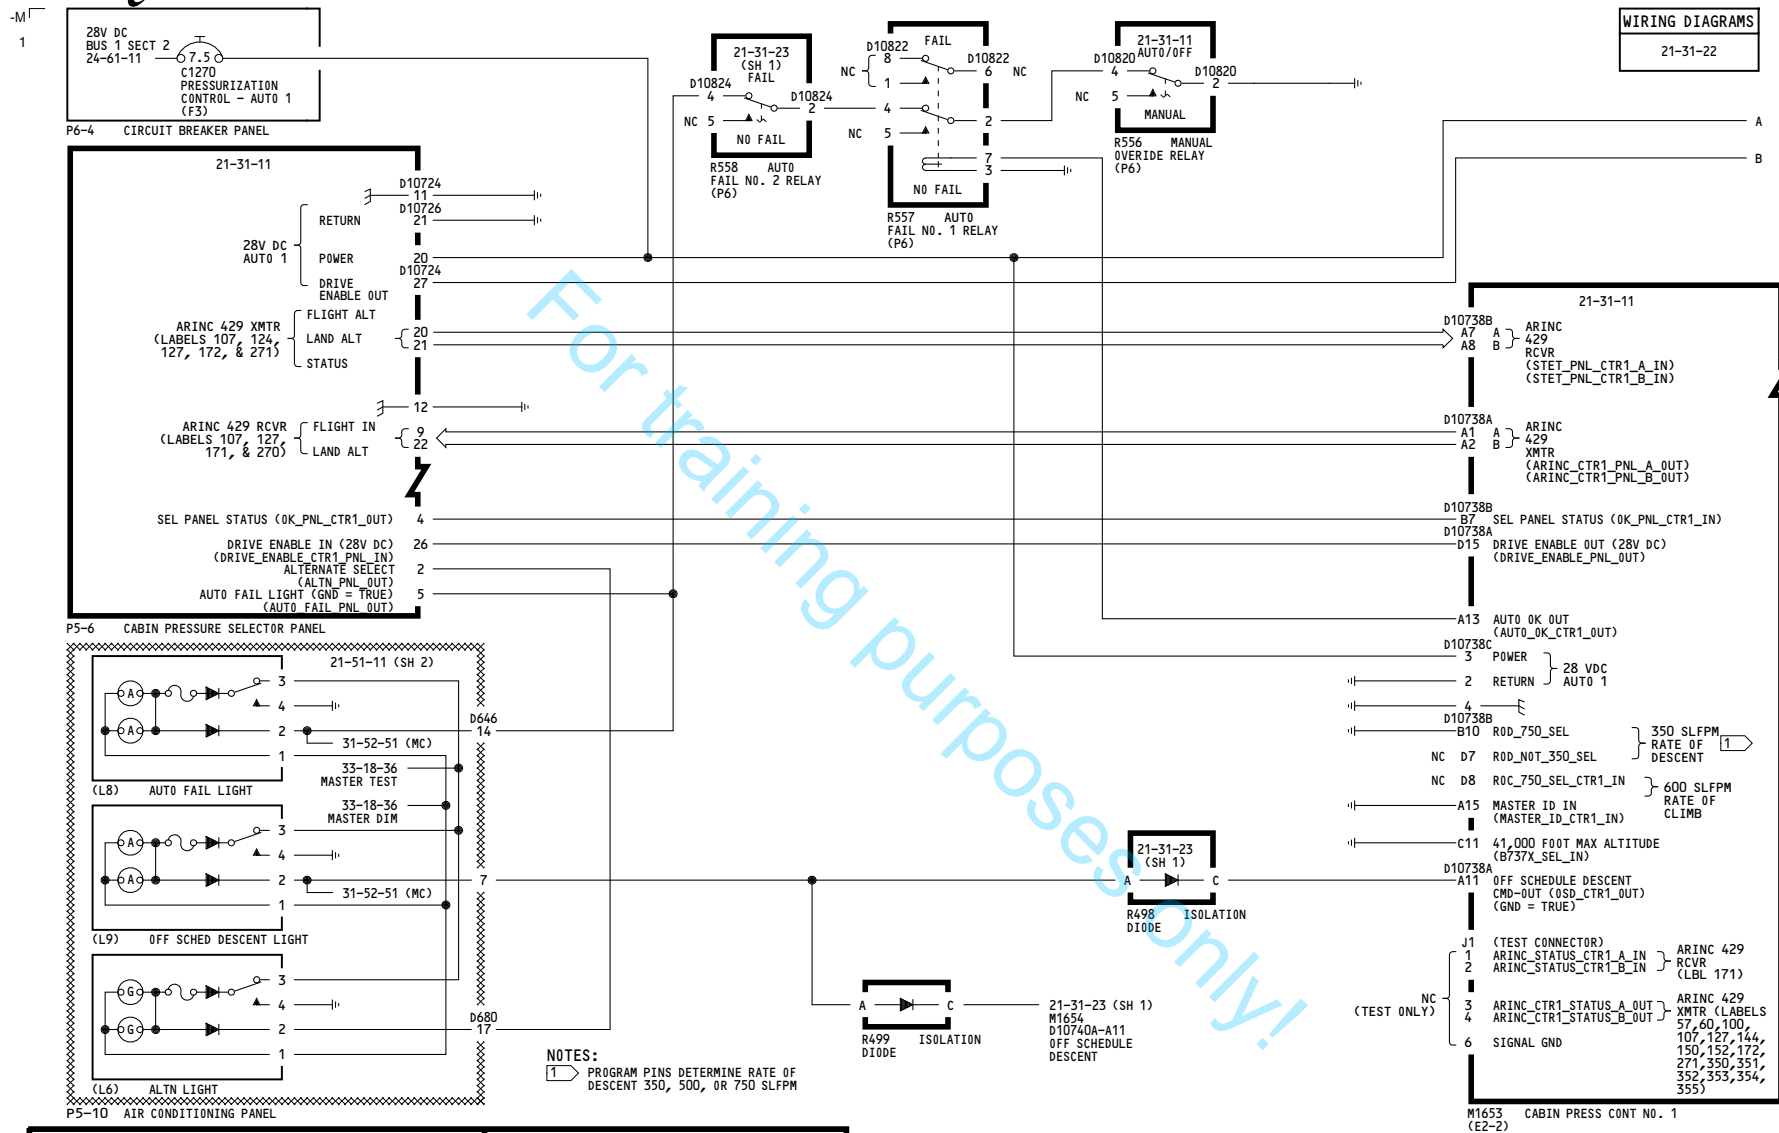 -M
1
28V DC
BUS 1 SECT 2
24-61-11
7.5
C1270
PRESSURIZATION
CONTROL - AUTO 1
(F3)
P6-4 CIRCUIT BREAKER PANEL
WIRING DIAGRAMS
21-31-22
21-31-23
(SH 1)
FAIL
D10824
4
D10824
2
NC 5
NO FAIL
R558 AUTO
FAIL NO. 2 RELAY
(P6)
FAIL
D10822
8
D10822
6 NC
NC
1
4
2
NC 5
7
3
NO FAIL
R557 AUTO
FAIL NO. 1 RELAY
(P6)
21-31-11
AUTO/OFF
D10820
4
D10820
2
NC 5
MANUAL
R556 MANUAL
OVERIDE RELAY
(P6)
A
B
21-31-11
D10724
11
D10726
RETURN 21
28V DC
AUTO 1
POWER 20
D10724
DRIVE 27
ENABLE OUT
FLIGHT ALT
ARINC 429 XMTR
(LABELS 107, 124,
127, 172, & 271)
LAND ALT
20
21
STATUS
12
ARINC 429 RCVR
(LABELS 107, 127,
171, & 270)
FLIGHT IN
LAND ALT
9
22
SEL PANEL STATUS (OK_PNL_CTR1_OUT) 4
DRIVE ENABLE IN (28V DC) 26
(DRIVE_ENABLE_CTR1_PNL_IN)
ALTERNATE SELECT 2
(ALTN_PNL_OUT)
AUTO FAIL LIGHT (GND = TRUE) 5
(AUTO_FAIL_PNL_OUT)
P5-6 CABIN PRESSURE SELECTOR PANEL
21-51-11 (SH 2)
A
A
3
4
2
1
D646
14
31-52-51 (MC)
33-18-36
MASTER TEST
(L8) AUTO FAIL LIGHT
33-18-36
MASTER DIM
A
A
3
4
2
1
7
31-52-51 (MC)
(L9) OFF SCHED DESCENT LIGHT
G
G
3
4
2
1
D680
17
(L6) ALTN LIGHT
P5-10 AIR CONDITIONING PANEL
NOTES:
1 PROGRAM PINS DETERMINE RATE OF
DESCENT 350, 500, OR 750 SLFPM
21-31-23
(SH 1)
A C
R498 ISOLATION
DIODE
A C
R499 ISOLATION
DIODE
21-31-23 (SH 1)
M1654
D10740A-A11
OFF SCHEDULE
DESCENT
21-31-11
D10738B
A7 A
A8 B
ARINC
429
RCVR
(STET_PNL_CTR1_A_IN)
(STET_PNL_CTR1_B_IN)
D10738A
A1 A
A2 B
ARINC
429
XMTR
(ARINC_CTR1_PNL_A_OUT)
(ARINC_CTR1_PNL_B_OUT)
D10738B
B7 SEL PANEL STATUS (OK_PNL_CTR1_IN)
D10738A
D15 DRIVE ENABLE OUT (28V DC)
(DRIVE_ENABLE_PNL_OUT)
A13 AUTO OK OUT
(AUTO_OK_CTR1_OUT)
D10738C
3 POWER
2 RETURN
28 VDC
AUTO 1
4
D10738B
B10 ROD_750_SEL
NC D7 ROD_NOT_350_SEL
350 SLFPM
RATE OF
DESCENT
1
NC D8 ROC_750_SEL_CTR1_IN
600 SLFPM
RATE OF
CLIMB
A15 MASTER ID IN
(MASTER_ID_CTR1_IN)
C11 41,000 FOOT MAX ALTITUDE
(B737X_SEL_IN)
D10738A
A11 OFF SCHEDULE DESCENT
CMD-OUT (OSD_CTR1_OUT)
(GND = TRUE)
J1 (TEST CONNECTOR)
1 ARINC_STATUS_CTR1_A_IN
2 ARINC_STATUS_CTR1_B_IN
ARINC 429
RCVR
(LBL 171)
NC
(TEST ONLY)
3 ARINC_CTR1_STATUS_A_OUT
4 ARINC_CTR1_STATUS_B_OUT
ARINC 429
XMTR (LABELS
57,60,100,
107,127,144,
150,152,172,
271,350,351,
352,353,354,
355)
6 SIGNAL GND
M1653 CABIN PRESS CONT NO. 1
(E2-2)
For training purposes only!